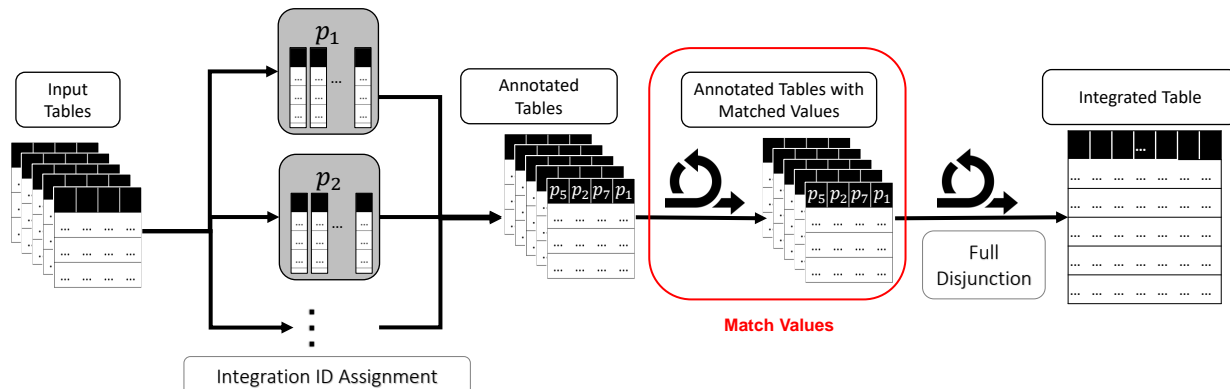 Input
Tables
... ... ... ...
... ... ... ...
... ... ... ...
p₁
... ... ... ...
... ...
... ...
... ...
p₂
... ... ... ...
... ...
... ...
... ...
Integration ID Assignment
Annotated
Tables
p₅ p₂ p₇ p₁
... ... ... ...
... ... ... ...
... ... ... ...
Annotated Tables with
Matched Values
p₅ p₂ p₇ p₁
... ... ... ...
... ... ... ...
... ... ... ...
Match Values
Full
Disjunction
Integrated Table
...
... ... ... ... ... ... ...
... ... ... ... ... ... ...
... ... ... ... ... ... ...
... ... ... ... ... ... ...
... ... ... ... ... ... ...